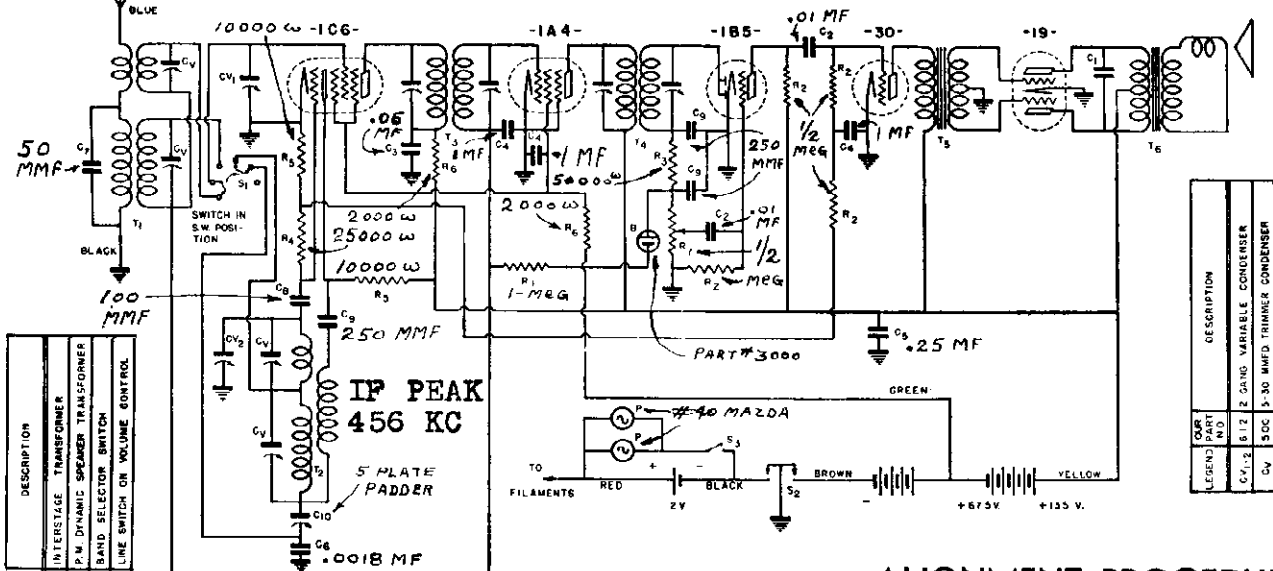 BLUE
10000 ω
-1C6-
-1A4-
.01 MF
C2
-1B5-
-30-
-19-
CV
CV1
R2
R2
C1
50 MMF
C7
CV
.06 MF
C3
T3
R6
1 MF
C4
C4
1 MF
50000 ω
T4
C9
250 MMF
R3
C9
1/2 MEG
C4
1 MF
T5
T6
R5
S1
SWITCH IN
S.W. POSI-
TION
T1
BLACK
2000 ω
25000 ω
R4
10000 ω
R5
2000 ω
R6
B
C2
.01 MF
R1
1/2 MEG
R2
R2
R1
1-MEG
100 MMF
C8
C9
250 MMF
PART #3000
C5
.25 MF
CV2
CV
IF PEAK
456 KC
CV
T2
5 PLATE
PADDER
C10
C6
.0018 MF
GREEN
P
#40 MAZDA
P
S3
TO
FILAMENTS
RED
+
-
BLACK
2V
S2
BROWN
-
+67.5V.
YELLOW
+135 V.
DESCRIPTION
INTERSTAGE TRANSFORMER
P.M. DYNAMIC SPEAKER TRANSFORMER
BAND SELECTOR SWITCH
LINE SWITCH ON VOLUME CONTROL
LEGEND
OUR PART NO
DESCRIPTION
CV1-2
612
2 GANG VARIABLE CONDENSER
CV
500
5-30 MMFD TRIMMER CONDENSER